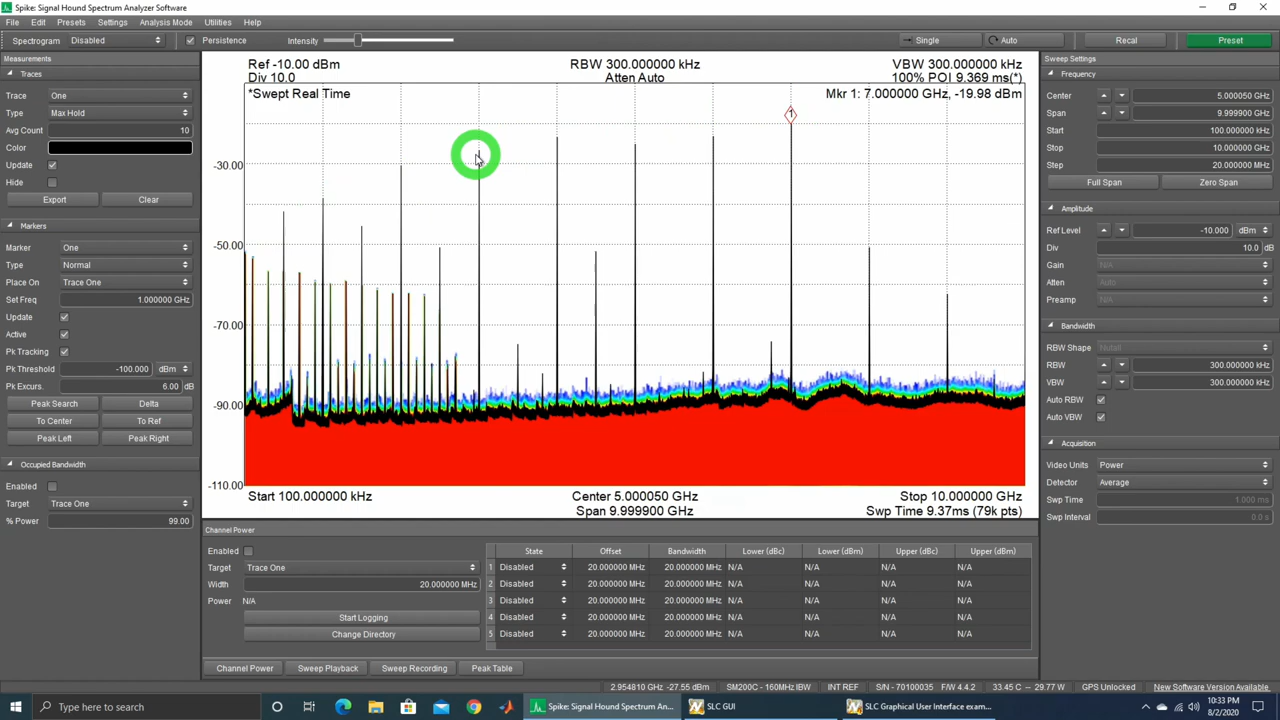 Spike: Signal Hound Spectrum Analyzer Software
File Edit Presets Settings Analysis Mode Utilities Help
Spectrogram Disabled Persistence Intensity Single Auto Recal Preset
Measurements
Traces
Trace One
Type Max Hold
Avg Count 10
Color
Update
Hide
Export Clear
Markers
Marker One
Type Normal
Place On Trace One
Set Freq 1.000000 GHz
Update
Active
Pk Tracking
Pk Threshold -100.000 dBm
Pk Excurs. 6.00 dB
Peak Search Delta
To Center To Ref
Peak Left Peak Right
Occupied Bandwidth
Enabled
Target Trace One
% Power 99.00
Ref -10.00 dBm RBW 300.000000 kHz VBW 300.000000 kHz
Div 10.0 Atten Auto 100% POI 9.369 ms(*)
*Swept Real Time Mkr 1: 7.000000 GHz, -19.98 dBm
1
-30.00
-50.00
-70.00
-90.00
-110.00
Start 100.000000 kHz Center 5.000050 GHz Stop 10.000000 GHz
Span 9.999900 GHz Swp Time 9.37ms (79k pts)
Channel Power
Enabled
Target Trace One
Width 20.000000 MHz
Power N/A
Start Logging
Change Directory
State Offset Bandwidth Lower (dBc) Lower (dBm) Upper (dBc) Upper (dBm)
1 Disabled 20.000000 MHz 20.000000 MHz N/A N/A N/A N/A
2 Disabled 20.000000 MHz 20.000000 MHz N/A N/A N/A N/A
3 Disabled 20.000000 MHz 20.000000 MHz N/A N/A N/A N/A
4 Disabled 20.000000 MHz 20.000000 MHz N/A N/A N/A N/A
5 Disabled 20.000000 MHz 20.000000 MHz N/A N/A N/A N/A
Channel Power Sweep Playback Sweep Recording Peak Table
Sweep Settings
Frequency
Center 5.000050 GHz
Span 9.999900 GHz
Start 100.000000 kHz
Stop 10.000000 GHz
Step 20.000000 MHz
Full Span Zero Span
Amplitude
Ref Level -10.000 dBm
Div 10.0 dB
Gain N/A
Atten Auto
Preamp N/A
Bandwidth
RBW Shape Nutall
RBW 300.000000 kHz
VBW 300.000000 kHz
Auto RBW
Auto VBW
Acquisition
Video Units Power
Detector Average
Swp Time 1.000 ms
Swp Interval 0.0 s
2.954810 GHz -27.55 dBm SM200C - 160MHz IBW INT REF S/N - 70100035 F/W 4.4.2 33.45 C -- 29.77 W GPS Unlocked New Software Version Available
Type here to search Spike: Signal Hound Spectrum An... SLC GUI SLC Graphical User Interface exam... 10:33 PM
8/2/2020